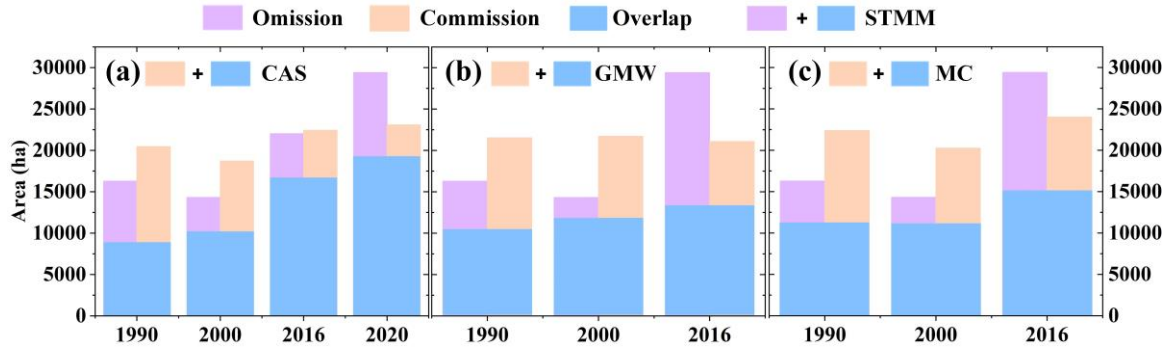 Omission Commission Overlap + STMM
(a) + CAS (b) + GMW (c) + MC
Area (ha)
30000 30000
25000 25000
20000 20000
15000 15000
10000 10000
5000 5000
0 0
1990 2000 2016 2020 1990 2000 2016 1990 2000 2016